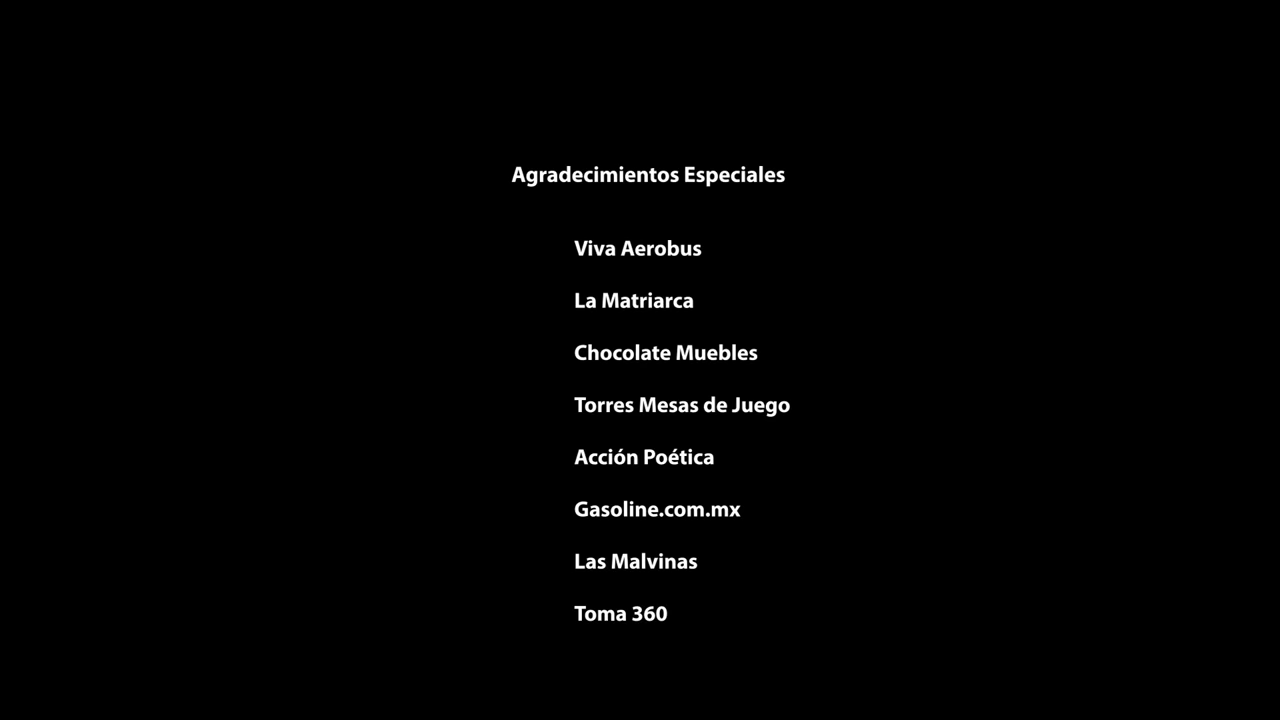 Agradecimientos Especiales
Viva Aerobus
La Matriarca
Chocolate Muebles
Torres Mesas de Juego
Acción Poética
Gasoline.com.mx
Las Malvinas
Toma 360